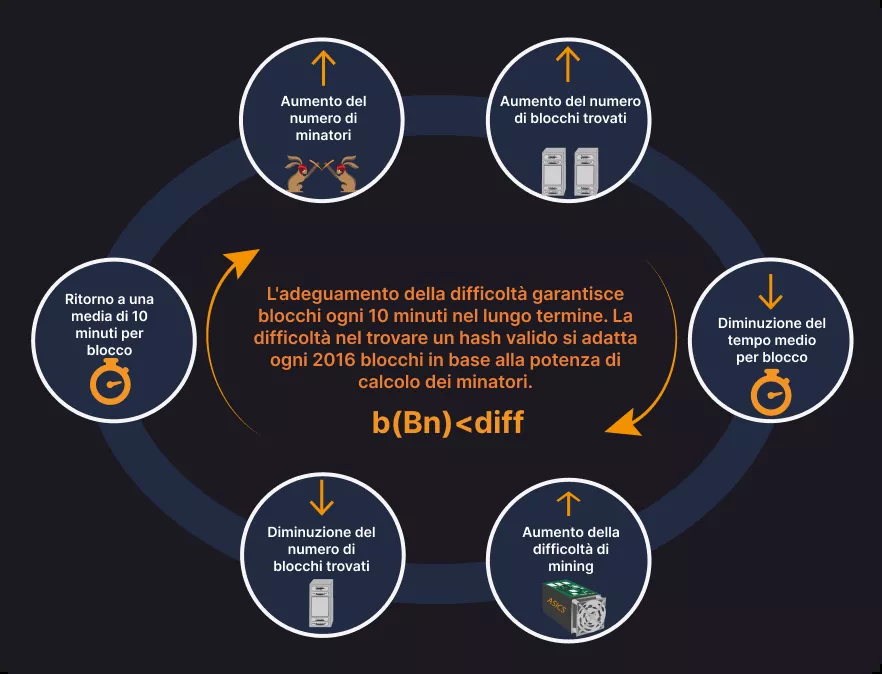 Aumento del
numero di
minatori
Aumento del numero
di blocchi trovati
Diminuzione del
tempo medio
per blocco
Aumento della
difficoltà di
mining
ASICS
Diminuzione del
numero di
blocchi trovati
Ritorno a una
media di 10
minuti per
blocco
L'adeguamento della difficoltà garantisce
blocchi ogni 10 minuti nel lungo termine. La
difficoltà nel trovare un hash valido si adatta
ogni 2016 blocchi in base alla potenza di
calcolo dei minatori.
b(Bn)<diff